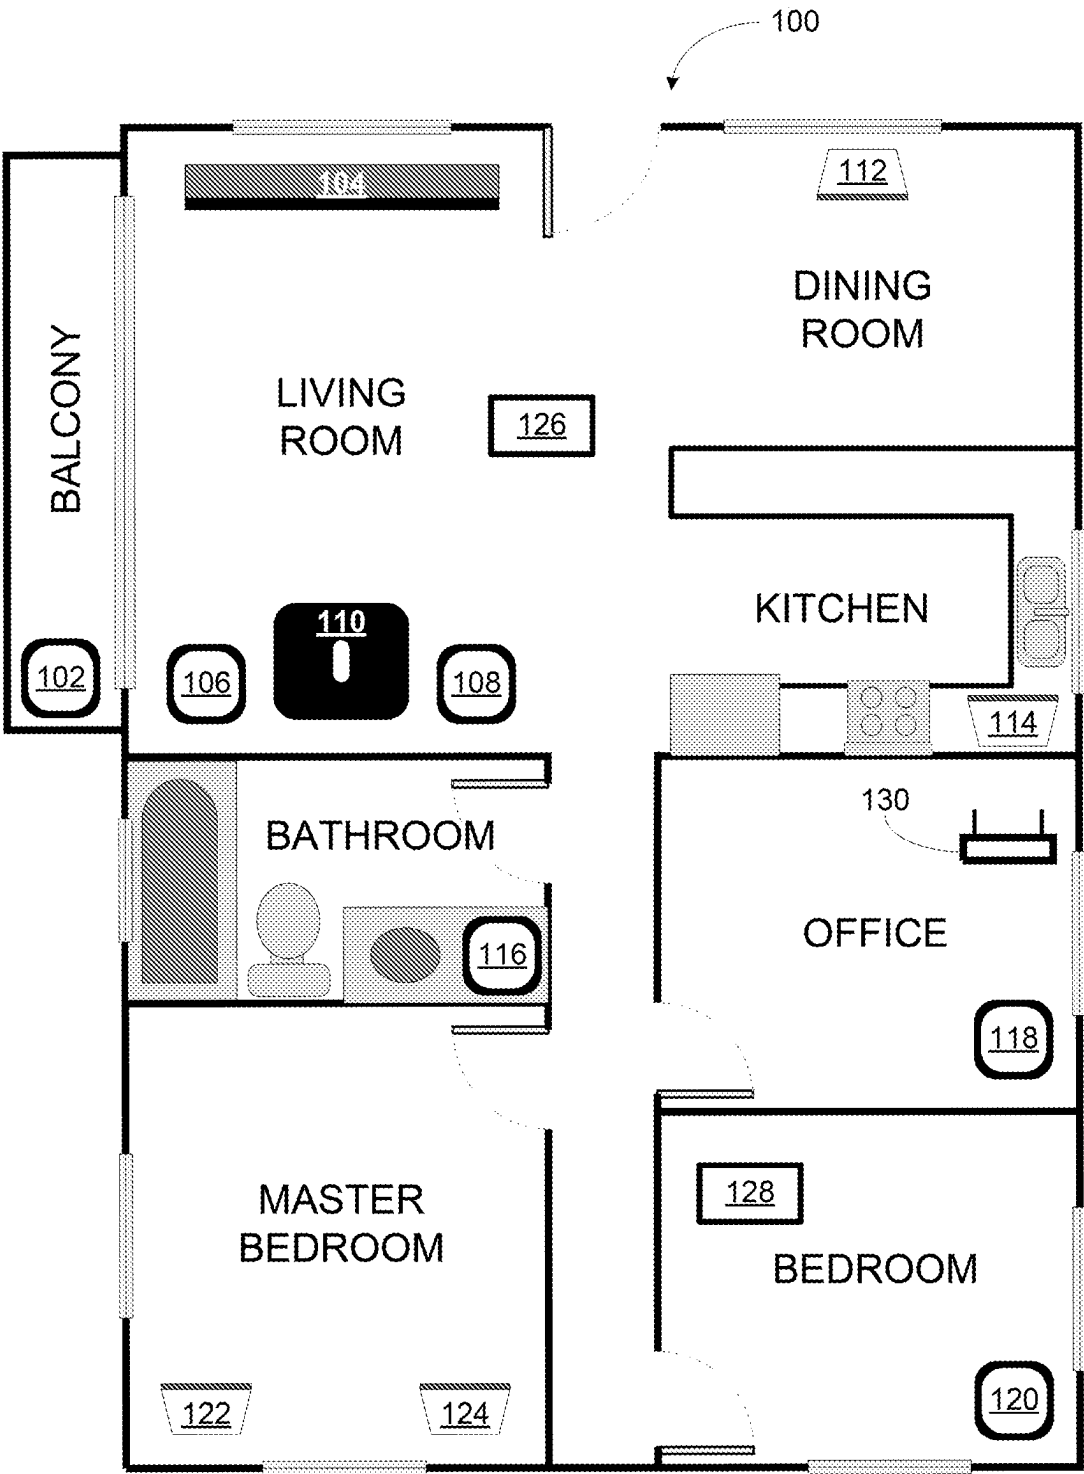 100
104
112
DINING
ROOM
BALCONY
LIVING
ROOM
126
KITCHEN
110
102
106
108
114
130
BATHROOM
OFFICE
116
118
MASTER
BEDROOM
128
BEDROOM
122
124
120